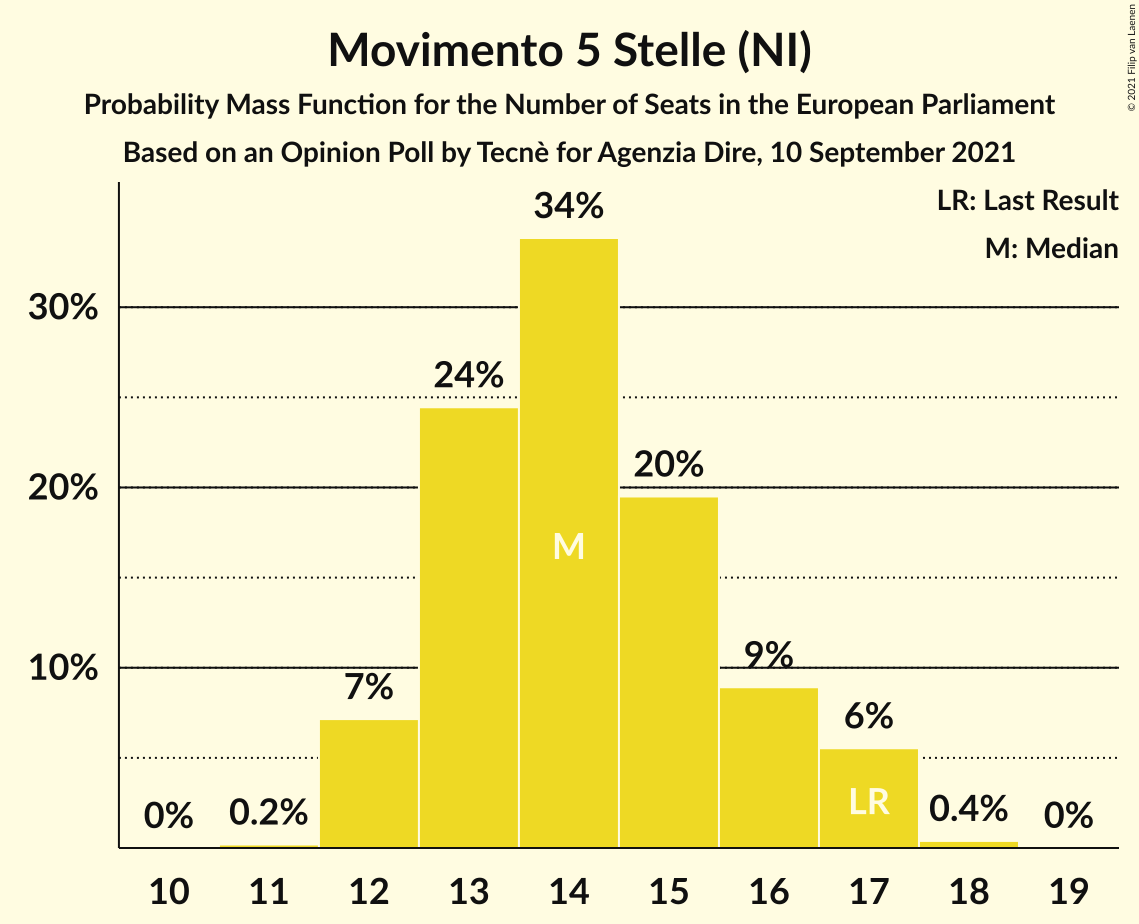 Movimento 5 Stelle (NI)
Probability Mass Function for the Number of Seats in the European Parliament
Based on an Opinion Poll by Tecnè for Agenzia Dire, 10 September 2021
© 2021 Filip van Laenen
LR: Last Result
M: Median
30%
20%
10%
0%
0.2%
7%
24%
34%
20%
9%
6%
0.4%
0%
M
LR
10
11
12
13
14
15
16
17
18
19